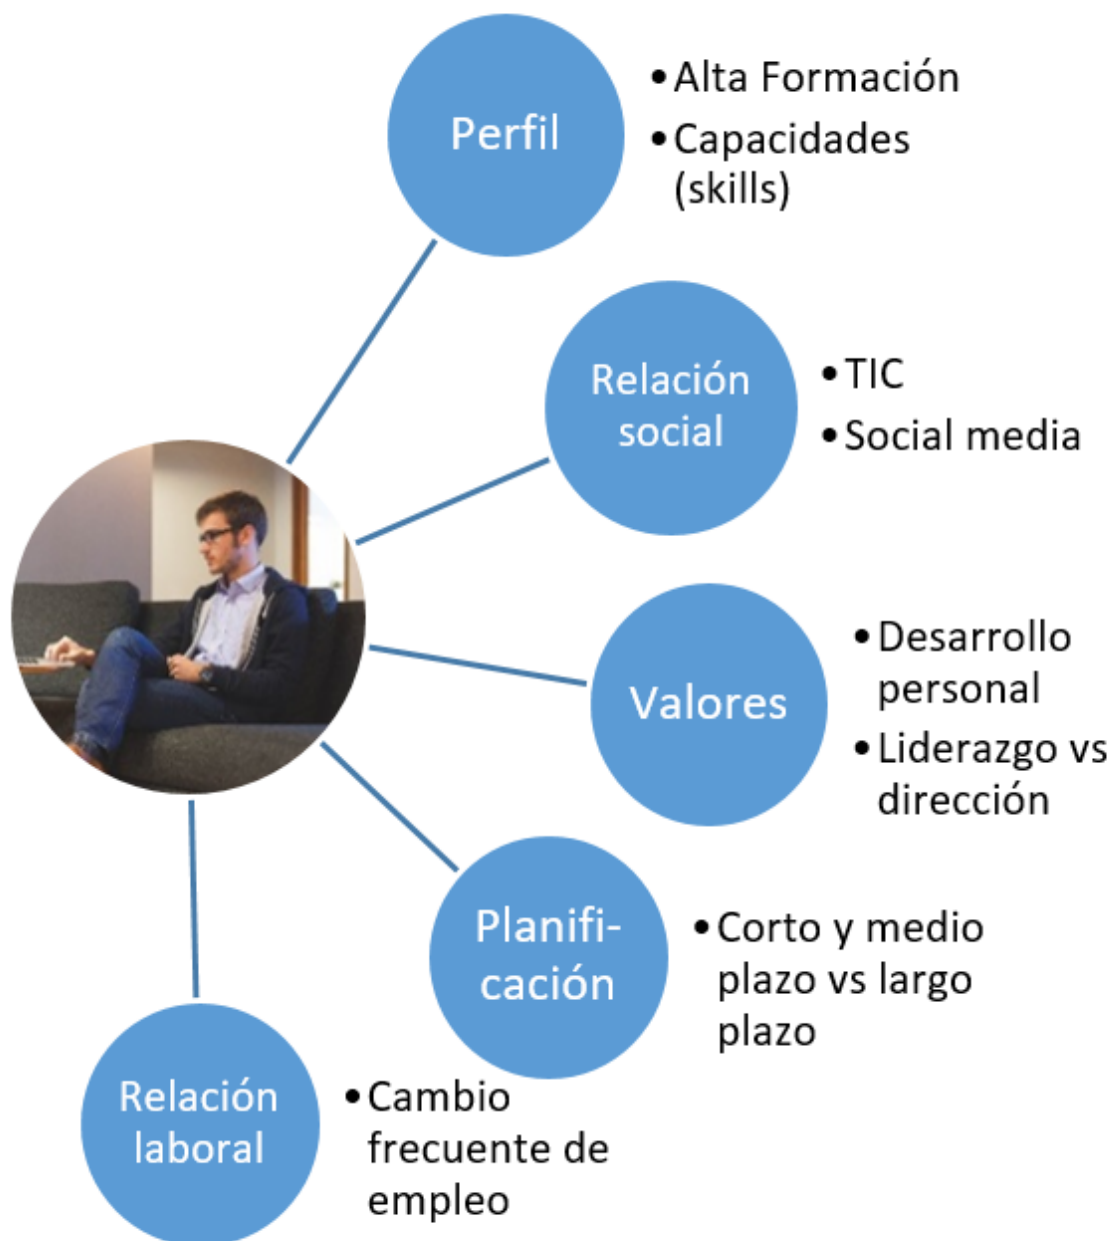 Perfil
•Alta Formación
•Capacidades
(skills)
Relación
social
•TIC
•Social media
Valores
•Desarrollo
personal
•Liderazgo vs
dirección
Planifi-
cación
•Corto y medio
plazo vs largo
plazo
Relación
laboral
•Cambio
frecuente de
empleo